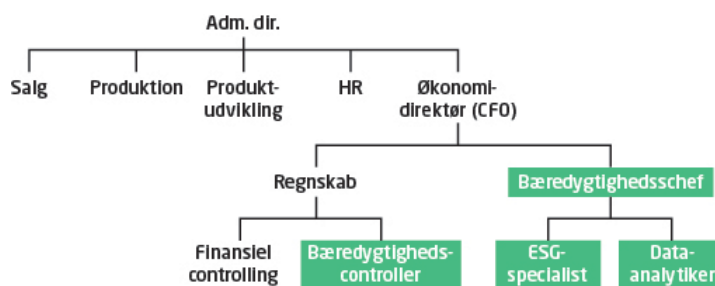 Adm. dir.
Salg
Produktion
Produkt-
udvikling
HR
Økonomi-
direktør (CFO)
Regnskab
Bæredygtighedsschef
Finansiel
controlling
Bæredygtigheds-
controller
ESG-
specialist
Data-
analytiker